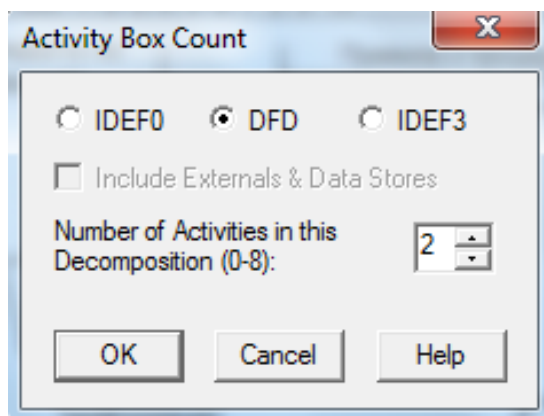 Activity Box Count
IDEF0 DFD IDEF3
Include Externals & Data Stores
Number of Activities in this
Decomposition (0-8):
2
OK Cancel Help